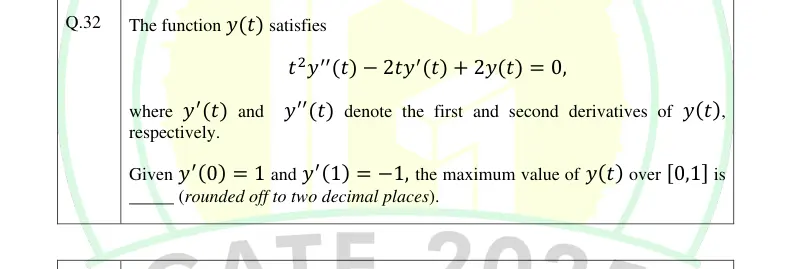 Q.32 The function y(t) satisfies
t²y′′(t) − 2ty′(t) + 2y(t) = 0,
where y′(t) and y′′(t) denote the first and second derivatives of y(t),
respectively.
Given y′(0) = 1 and y′(1) = −1, the maximum value of y(t) over [0,1] is
_____ (rounded off to two decimal places).
GATE 202